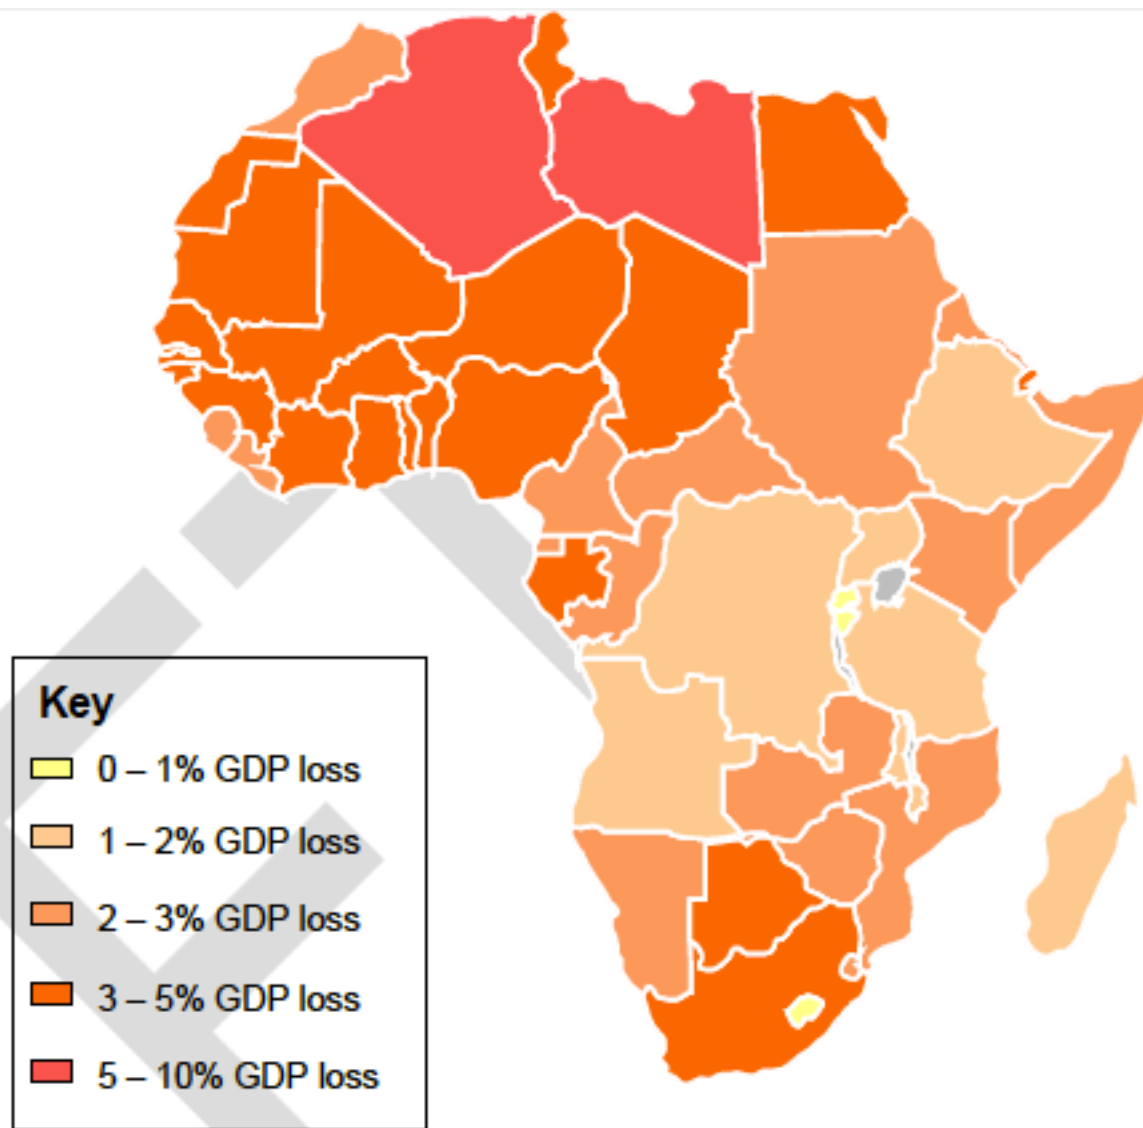 Key
0 – 1% GDP loss
1 – 2% GDP loss
2 – 3% GDP loss
3 – 5% GDP loss
5 – 10% GDP loss